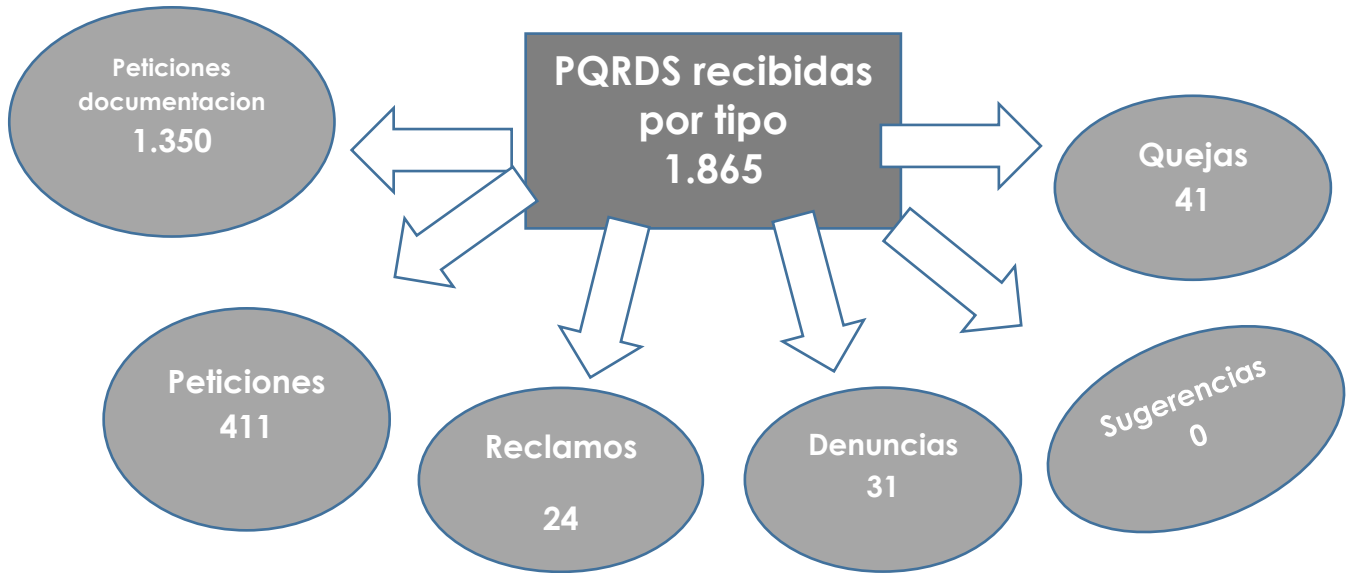 PQRDS recibidas
por tipo
1.865
Peticiones
documentacion
1.350
Peticiones
411
Reclamos
24
Denuncias
31
Sugerencias
0
Quejas
41